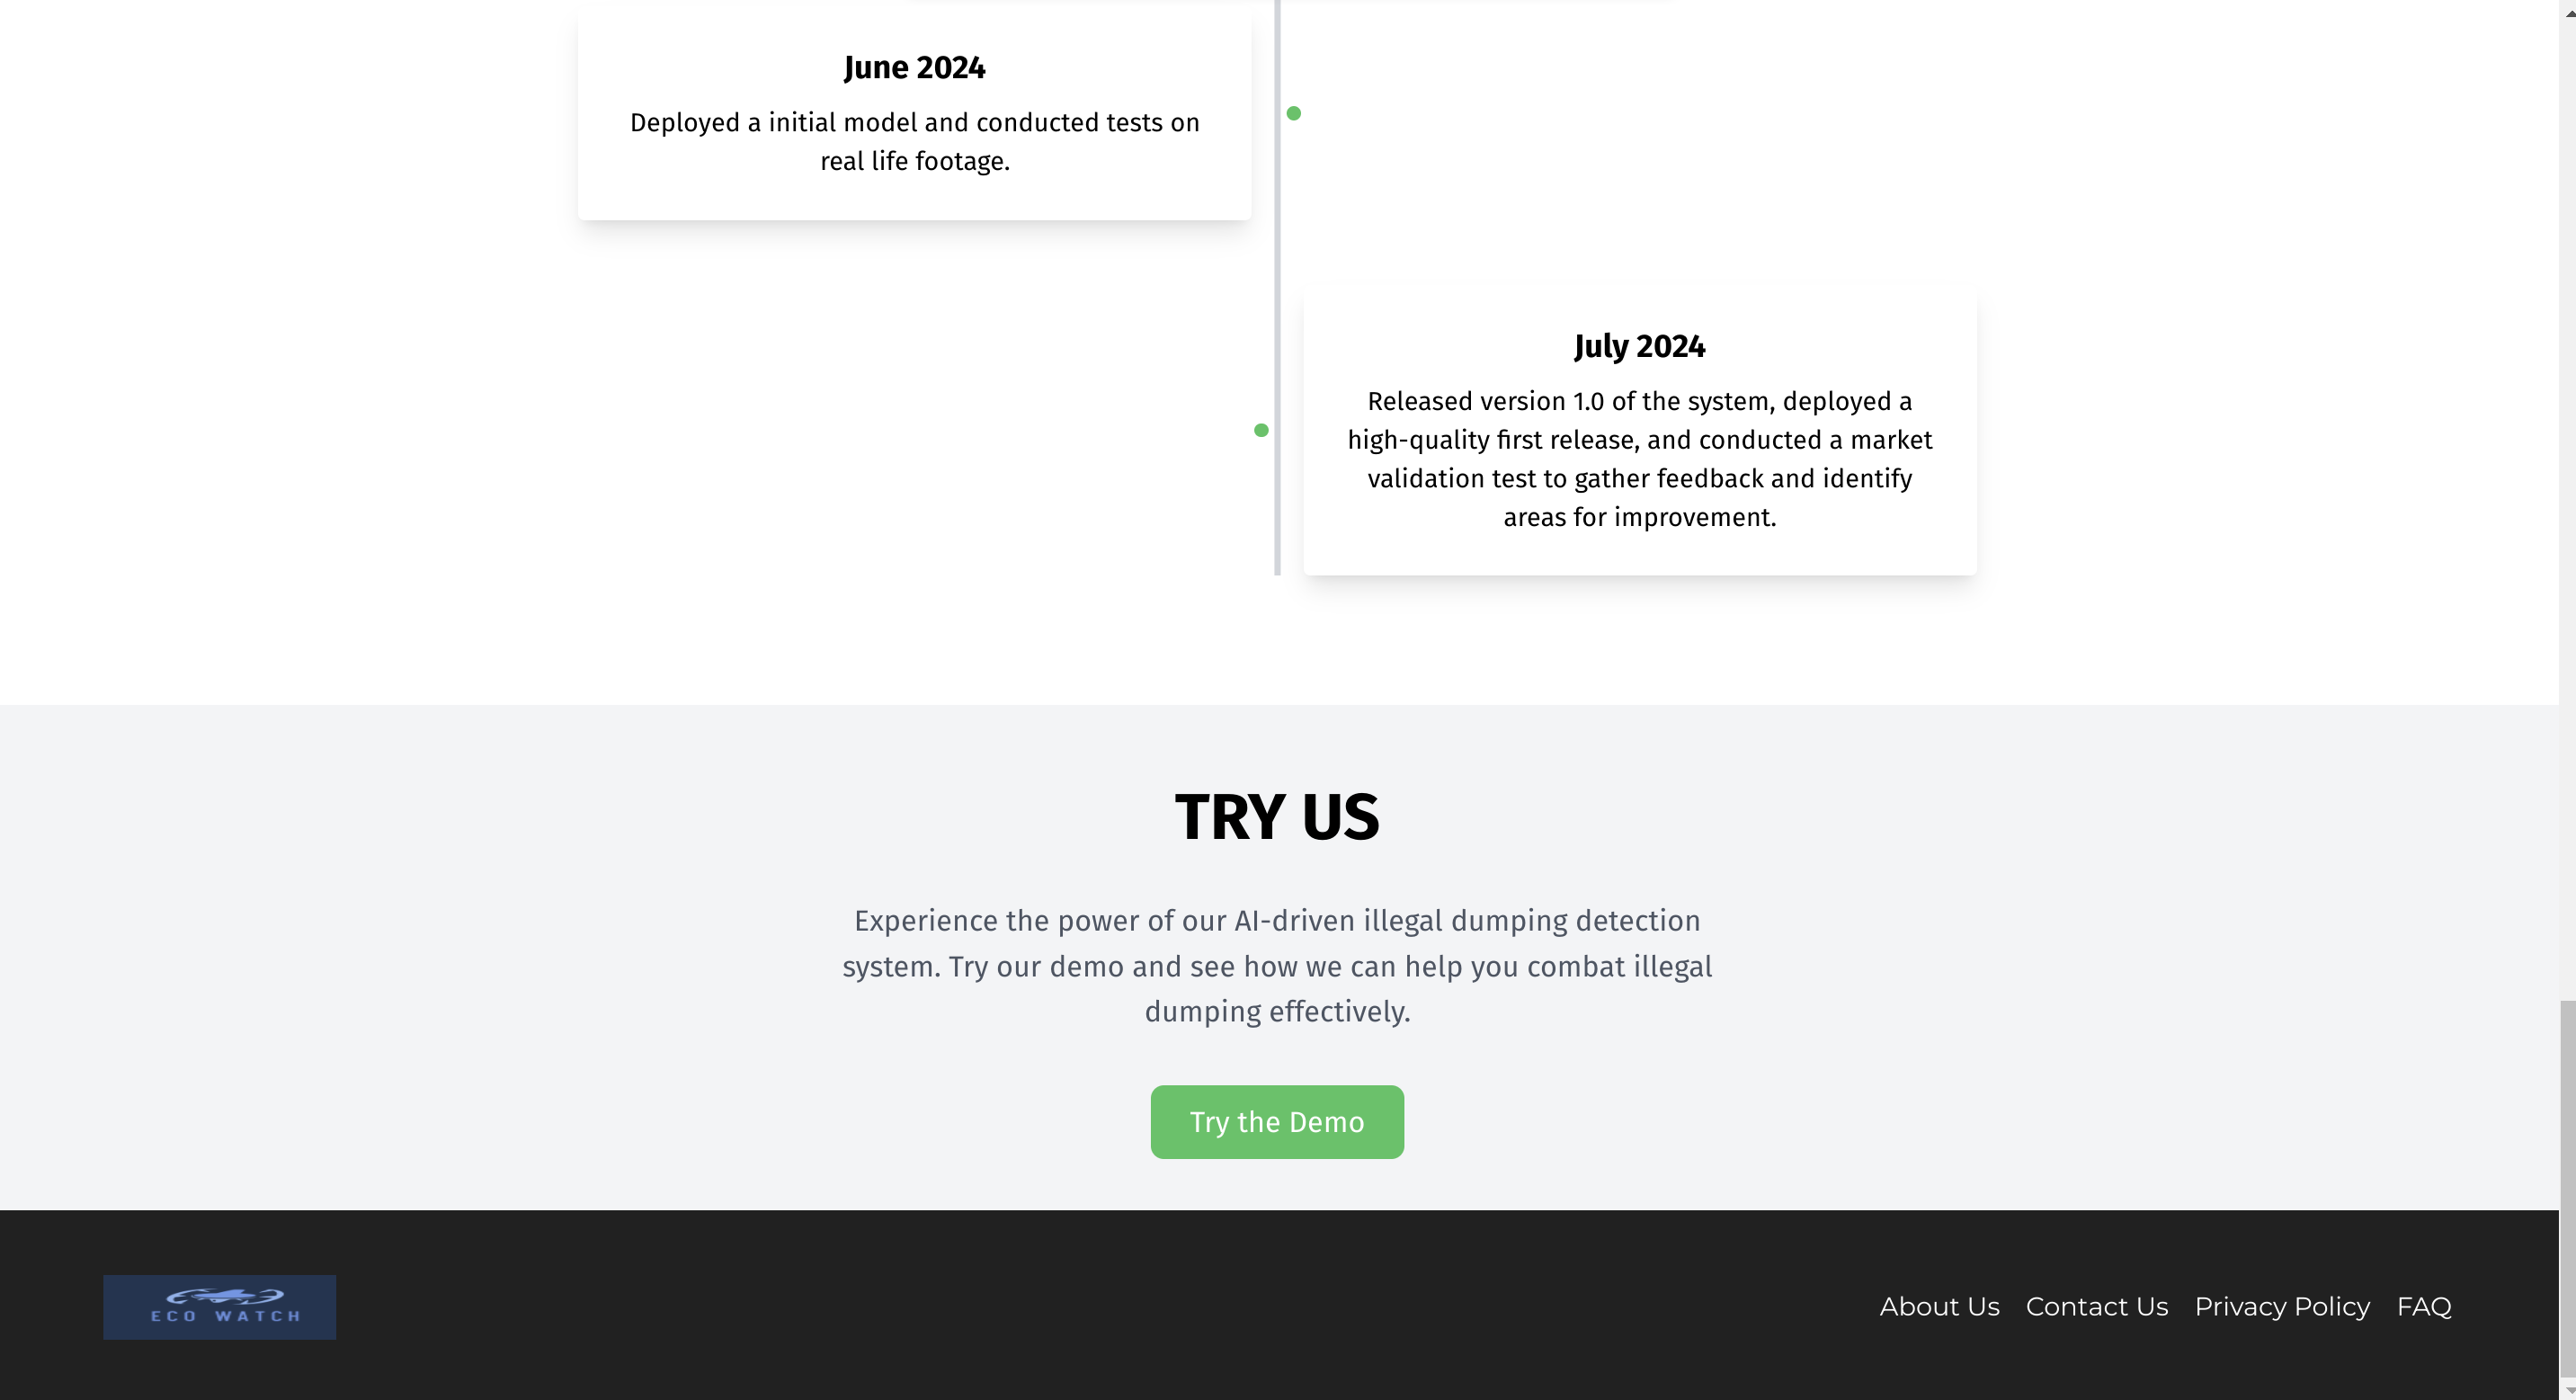 June 2024
Deployed a initial model and conducted tests on
real life footage.
July 2024
Released version 1.0 of the system, deployed a
high-quality first release, and conducted a market
validation test to gather feedback and identify
areas for improvement.
TRY US
Experience the power of our AI-driven illegal dumping detection
system. Try our demo and see how we can help you combat illegal
dumping effectively.
Try the Demo
ECO WATCH
About Us Contact Us Privacy Policy FAQ